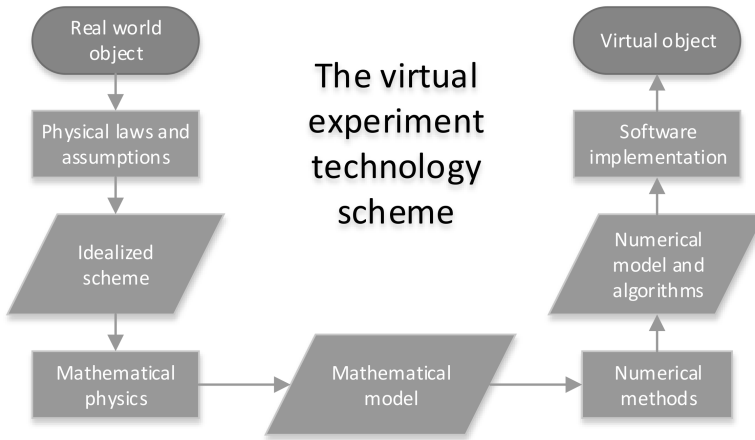 Real world
object
Physical laws and
assumptions
Idealized
scheme
Mathematical
physics
The virtual
experiment
technology
scheme
Mathematical
model
Virtual object
Software
implementation
Numerical
model and
algorithms
Numerical
methods